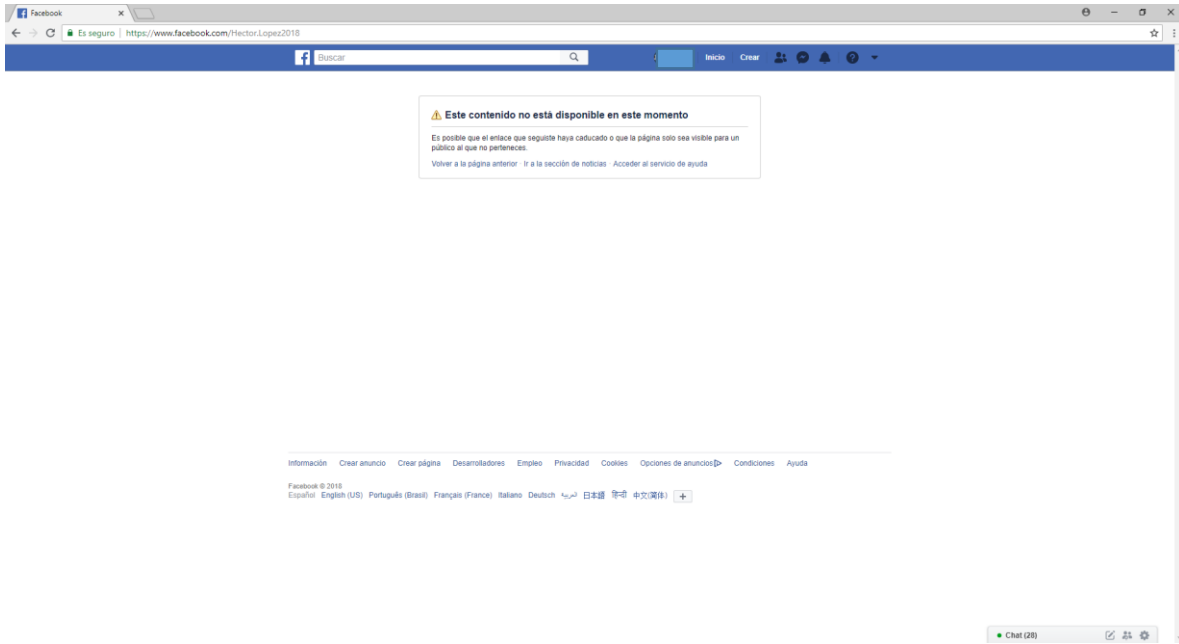 Facebook
Es seguro | https://www.facebook.com/Hector.Lopez2018
Buscar
Inicio Crear
Este contenido no está disponible en este momento
Es posible que el enlace que seguiste haya caducado o que la página solo sea visible para un
público al que no perteneces.
Volver a la página anterior · Ir a la sección de noticias · Acceder al servicio de ayuda
Información Crear anuncio Crear página Desarrolladores Empleo Privacidad Cookies Opciones de anuncios Condiciones Ayuda
Facebook © 2018
Español English (US) Português (Brasil) Français (France) Italiano Deutsch العربية 日本語 हिन्दी 中文(简体) +
Chat (28)